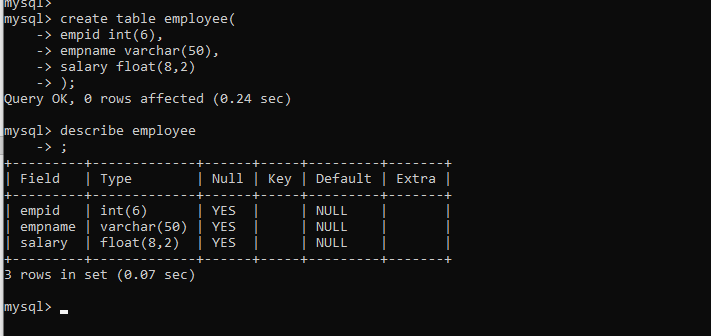 mysql>
mysql> create table employee(
    -> empid int(6),
    -> empname varchar(50),
    -> salary float(8,2)
    -> );
Query OK, 0 rows affected (0.24 sec)

mysql> describe employee
    -> ;
+---------+-------------+------+-----+---------+-------+
| Field   | Type        | Null | Key | Default | Extra |
+---------+-------------+------+-----+---------+-------+
| empid   | int(6)      | YES  |     | NULL    |       |
| empname | varchar(50) | YES  |     | NULL    |       |
| salary  | float(8,2)  | YES  |     | NULL    |       |
+---------+-------------+------+-----+---------+-------+
3 rows in set (0.07 sec)

mysql> _